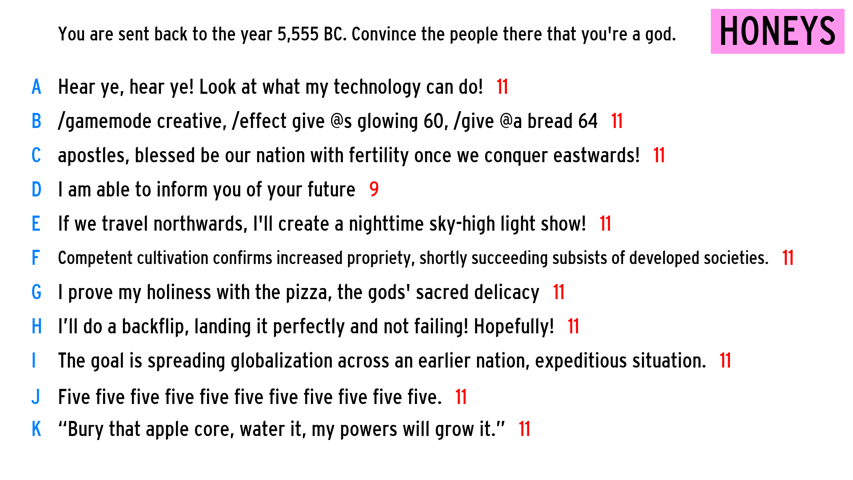 You are sent back to the year 5,555 BC. Convince the people there that you're a god.
HONEYS
A Hear ye, hear ye! Look at what my technology can do! 11
B /gamemode creative, /effect give @s glowing 60, /give @a bread 64 11
C apostles, blessed be our nation with fertility once we conquer eastwards! 11
D I am able to inform you of your future 9
E If we travel northwards, I'll create a nighttime sky-high light show! 11
F Competent cultivation confirms increased propriety, shortly succeeding subsists of developed societies. 11
G I prove my holiness with the pizza, the gods' sacred delicacy 11
H I’ll do a backflip, landing it perfectly and not failing! Hopefully! 11
I The goal is spreading globalization across an earlier nation, expeditious situation. 11
J Five five five five five five five five five five five. 11
K “Bury that apple core, water it, my powers will grow it.” 11